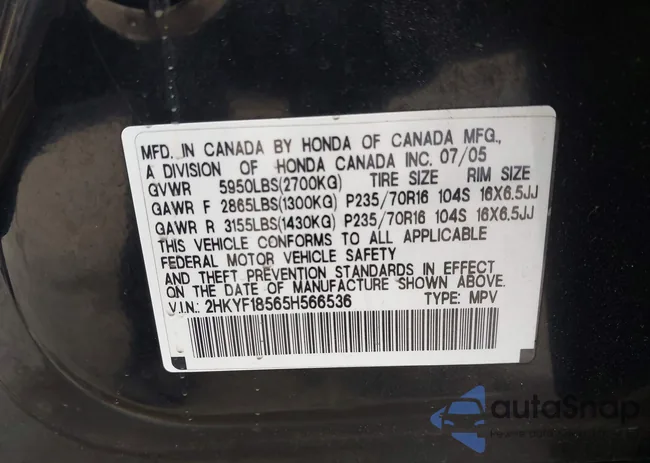 MFD. IN CANADA BY HONDA OF CANADA MFG.,
A DIVISION OF HONDA CANADA INC. 07/05
GVWR 5950LBS(2700KG) TIRE SIZE RIM SIZE
GAWR F 2865LBS(1300KG) P235/70R16 104S 16X6.5JJ
GAWR R 3155LBS(1430KG) P235/70R16 104S 16X6.5JJ
THIS VEHICLE CONFORMS TO ALL APPLICABLE
FEDERAL MOTOR VEHICLE SAFETY
AND THEFT PREVENTION STANDARDS IN EFFECT
ON THE DATE OF MANUFACTURE SHOWN ABOVE.
V.I.N.: 2HKYF18565H566536 TYPE: MPV
autoSnap